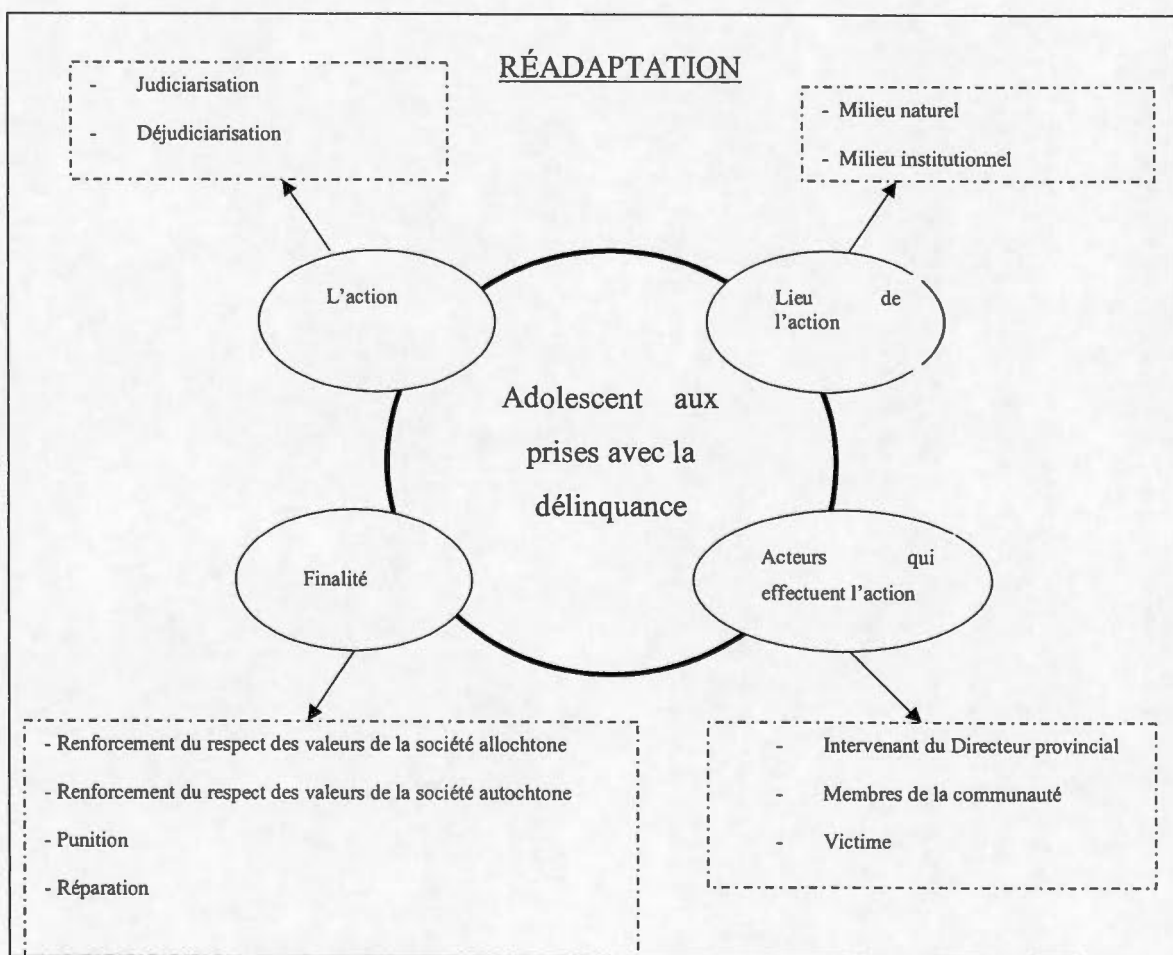 RÉADAPTATION
- Judiciarisation
- Déjudiciarisation
- Milieu naturel
- Milieu institutionnel
L'action
Lieu de
l'action
Adolescent aux
prises avec la
délinquance
Finalité
Acteurs qui
effectuent l'action
- Renforcement du respect des valeurs de la société allochtone
- Renforcement du respect des valeurs de la société autochtone
- Punition
- Réparation
- Intervenant du Directeur provincial
- Membres de la communauté
- Victime